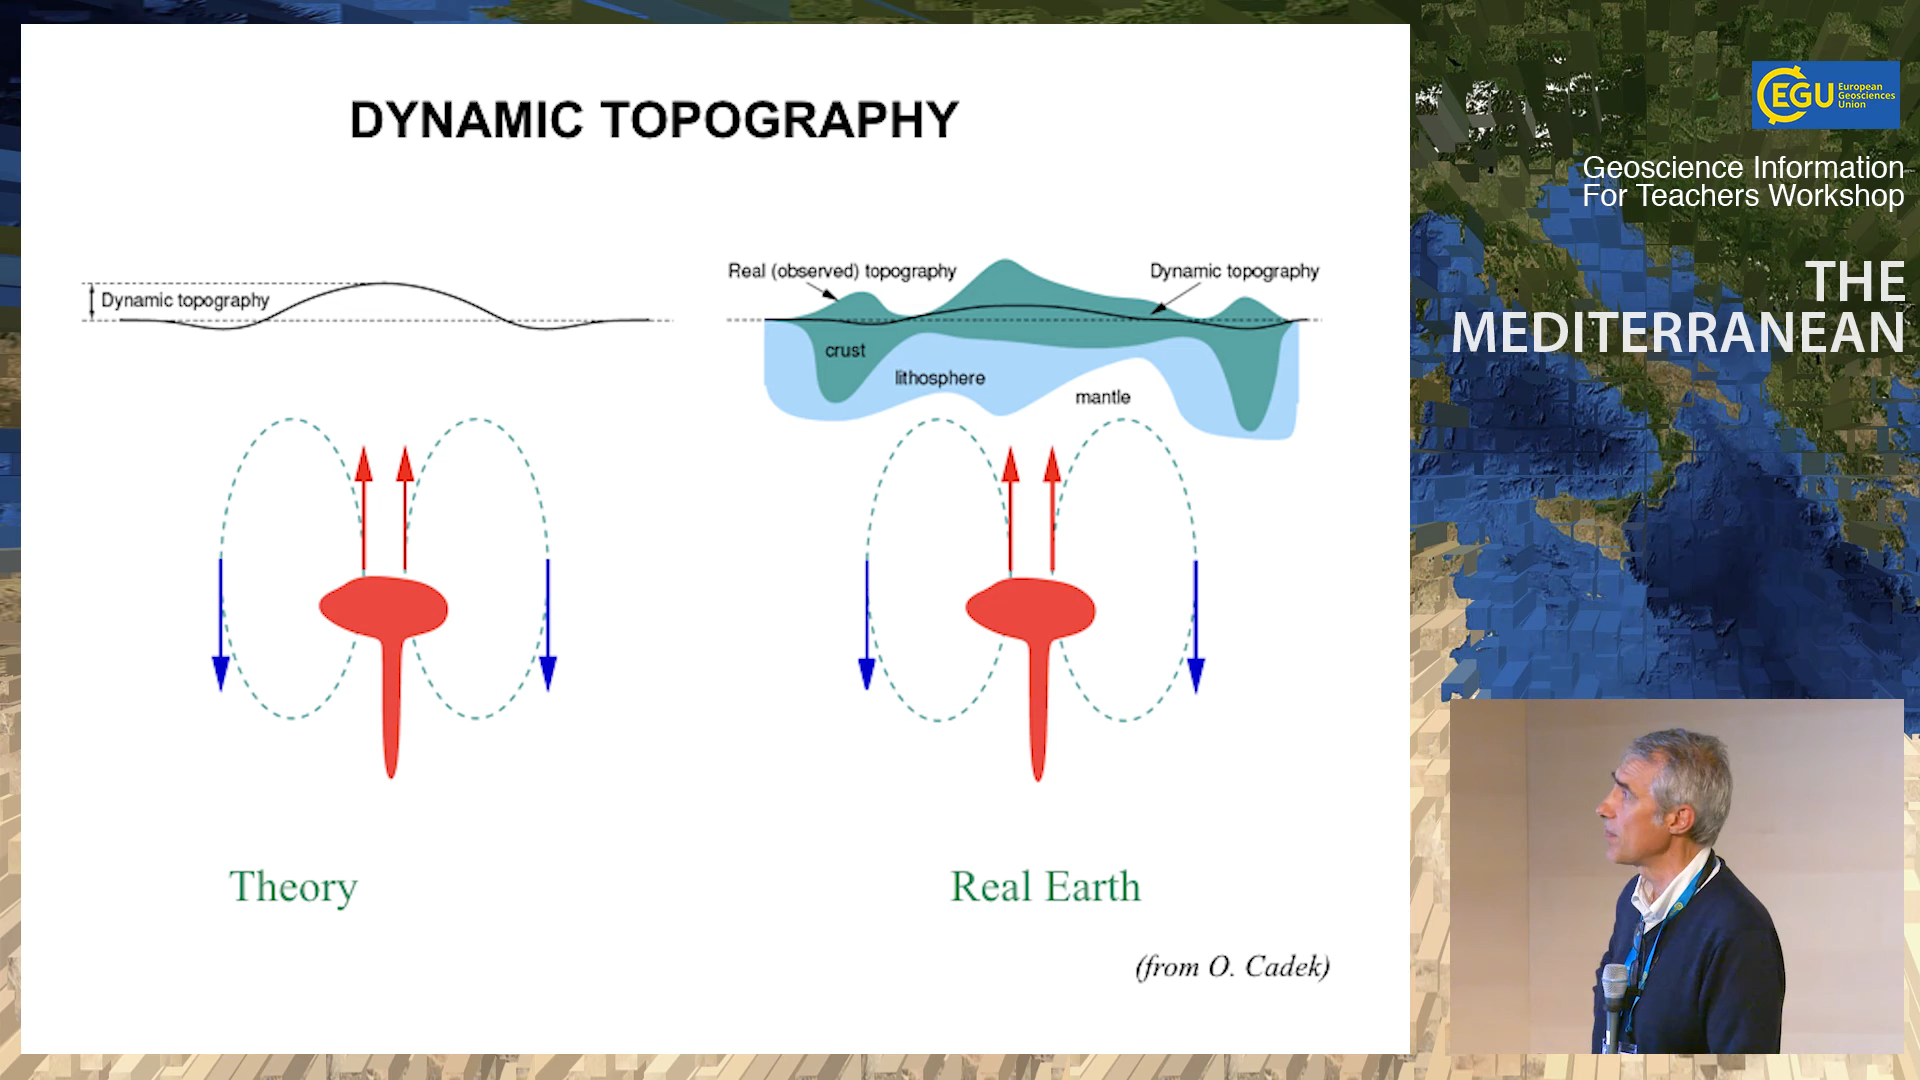 DYNAMIC TOPOGRAPHY
Dynamic topography
Real (observed) topography
Dynamic topography
crust
lithosphere
mantle
Theory
Real Earth
(from O. Cadek)
EGU
European
Geosciences
Union
Geoscience Information
For Teachers Workshop
THE
MEDITERRANEAN